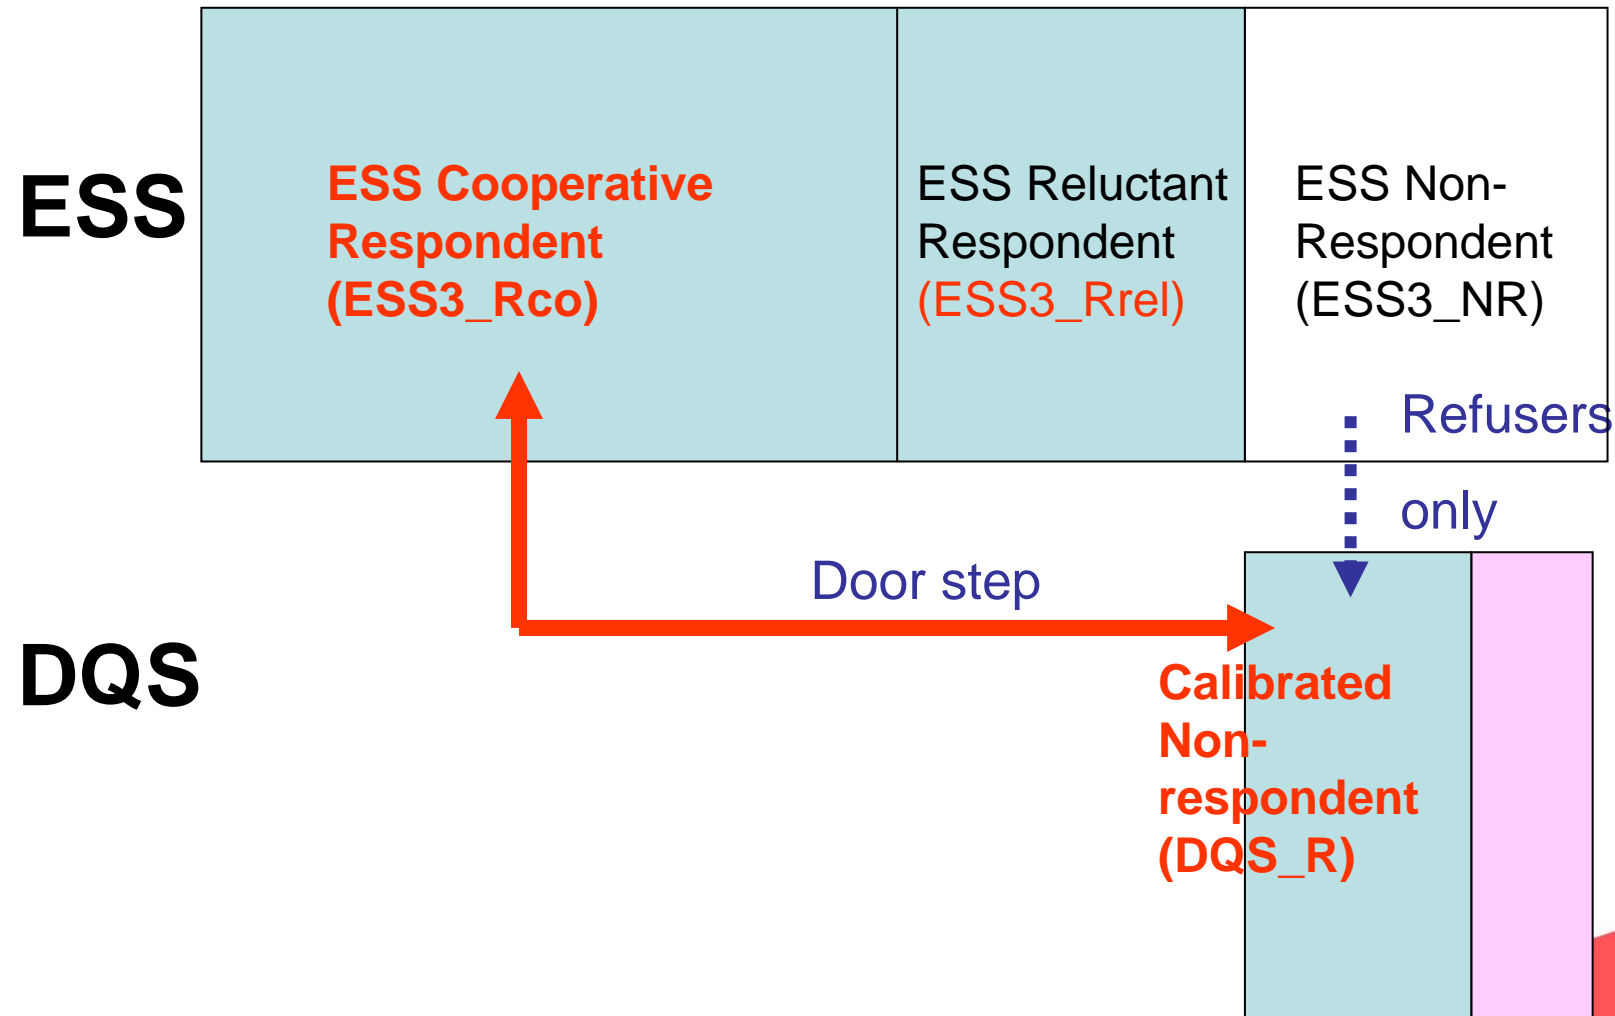 ESS
ESS Cooperative
Respondent
(ESS3_Rco)
ESS Reluctant
Respondent
(ESS3_Rrel)
ESS Non-
Respondent
(ESS3_NR)
Refusers
only
Door step
DQS
Calibrated
Non-
respondent
(DQS_R)